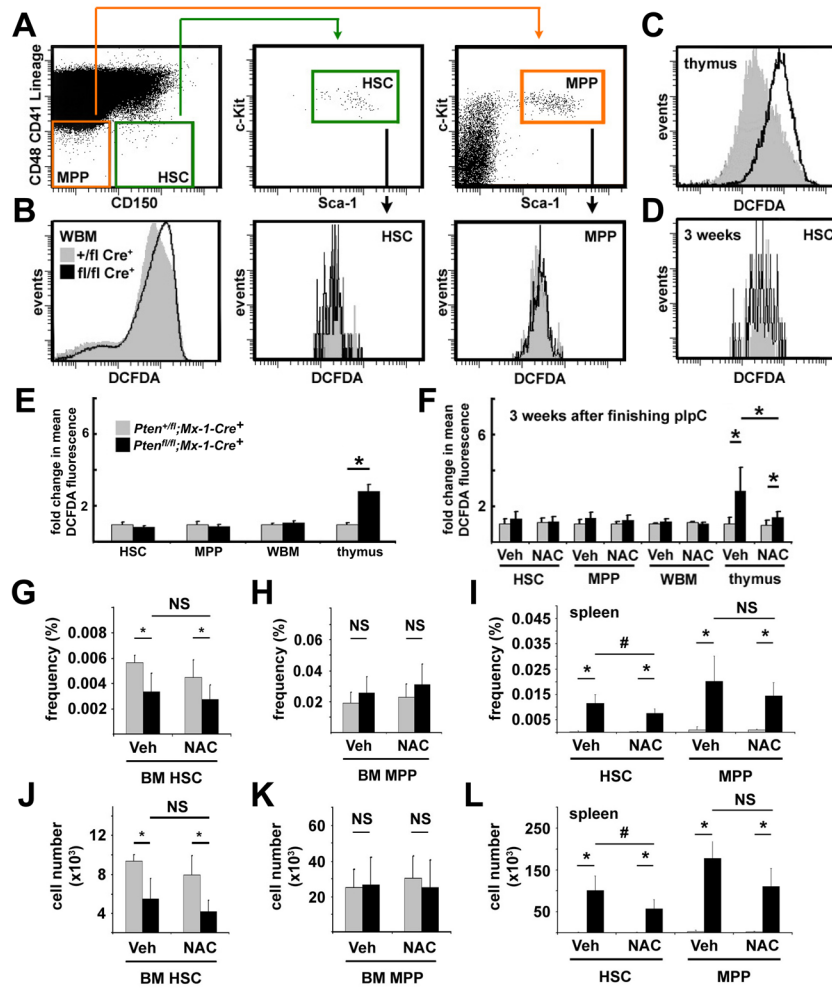 A
CD48 CD41 Lineage
MPP
HSC
CD150
c-Kit
HSC
Sca-1
c-Kit
MPP
Sca-1
C
thymus
events
DCFDA
B
WBM
+/fl Cre+
fl/fl Cre+
events
DCFDA
HSC
events
DCFDA
MPP
events
DCFDA
D
3 weeks
HSC
events
DCFDA
E
Pten+/fl;Mx-1-Cre+
Ptenfl/fl;Mx-1-Cre+
fold change in mean
DCFDA fluorescence
6
2
*
HSC
MPP
WBM
thymus
F
3 weeks after finishing pIpC
fold change in mean
DCFDA fluorescence
6
2
*
*
*
Veh NAC Veh NAC Veh NAC Veh NAC
HSC
MPP
WBM
thymus
G
NS
frequency (%)
0.008
0.006
0.004
0.002
*
*
Veh NAC
BM HSC
H
frequency (%)
0.06
0.04
0.02
NS
NS
Veh NAC
BM MPP
I
spleen
frequency (%)
0.045
0.035
0.025
0.015
0.005
#
NS
*
*
*
*
Veh NAC Veh NAC
HSC
MPP
J
NS
cell number
(x10³)
12
8
4
*
*
Veh NAC
BM HSC
K
cell number
(x10³)
60
40
20
NS
NS
Veh NAC
BM MPP
L
spleen
cell number
(x10³)
250
150
50
#
NS
*
*
*
*
Veh NAC Veh NAC
HSC
MPP